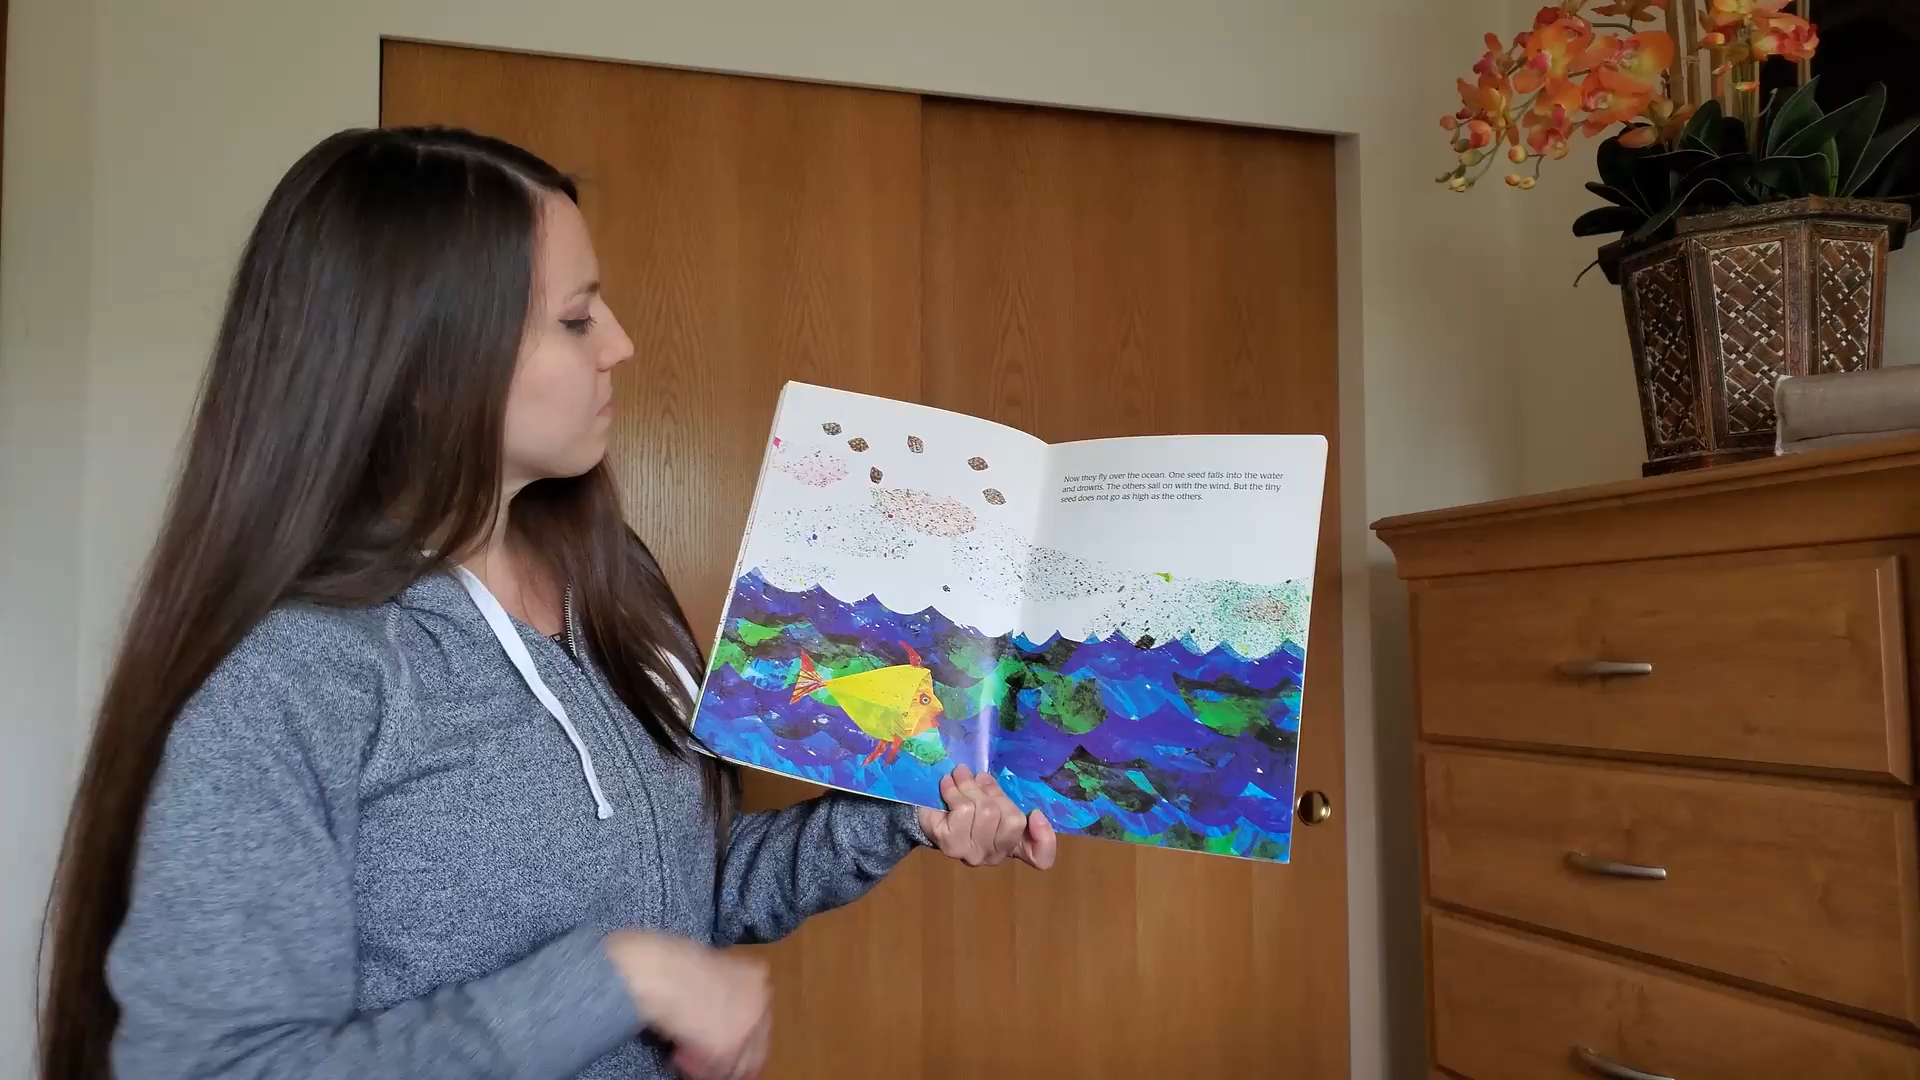 Now they fly over the ocean. One seed falls into the water
and drowns. The others sail on with the wind. But the tiny
seed does not go as high as the others.